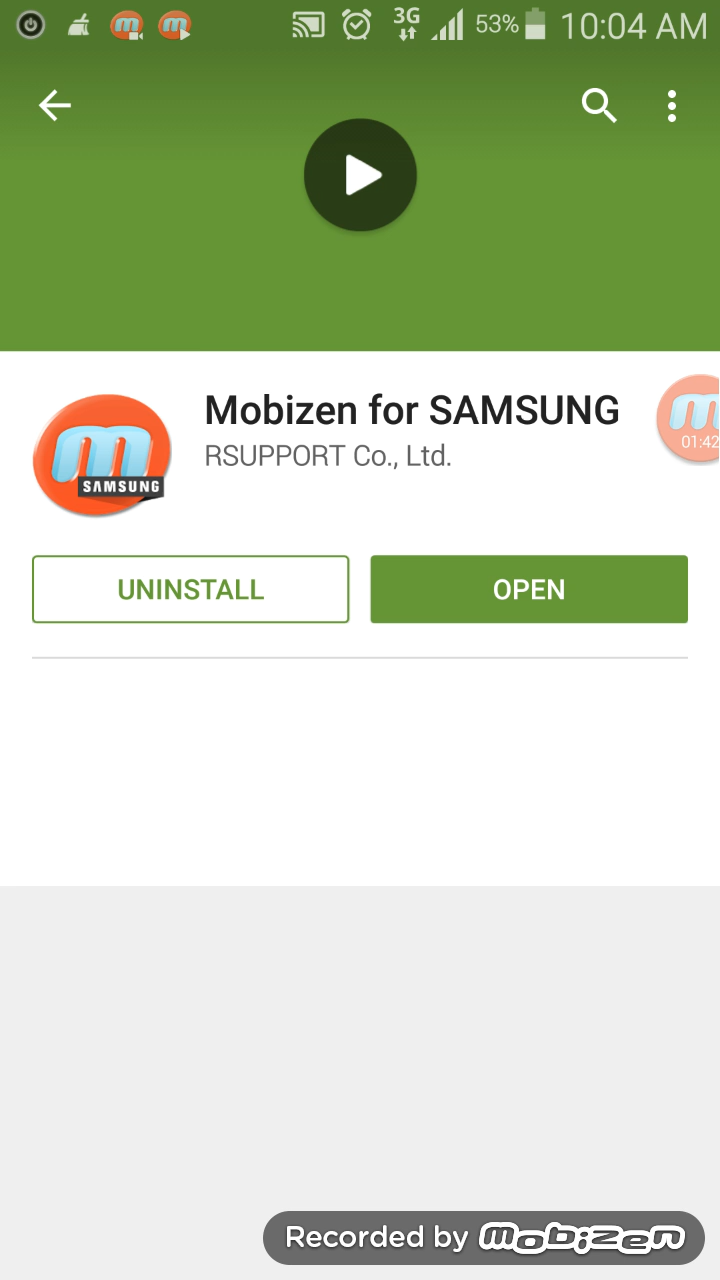 3G 53% 10:04 AM
Mobizen for SAMSUNG
RSUPPORT Co., Ltd.
m
SAMSUNG
m
01:42
UNINSTALL OPEN
Recorded by mobizen